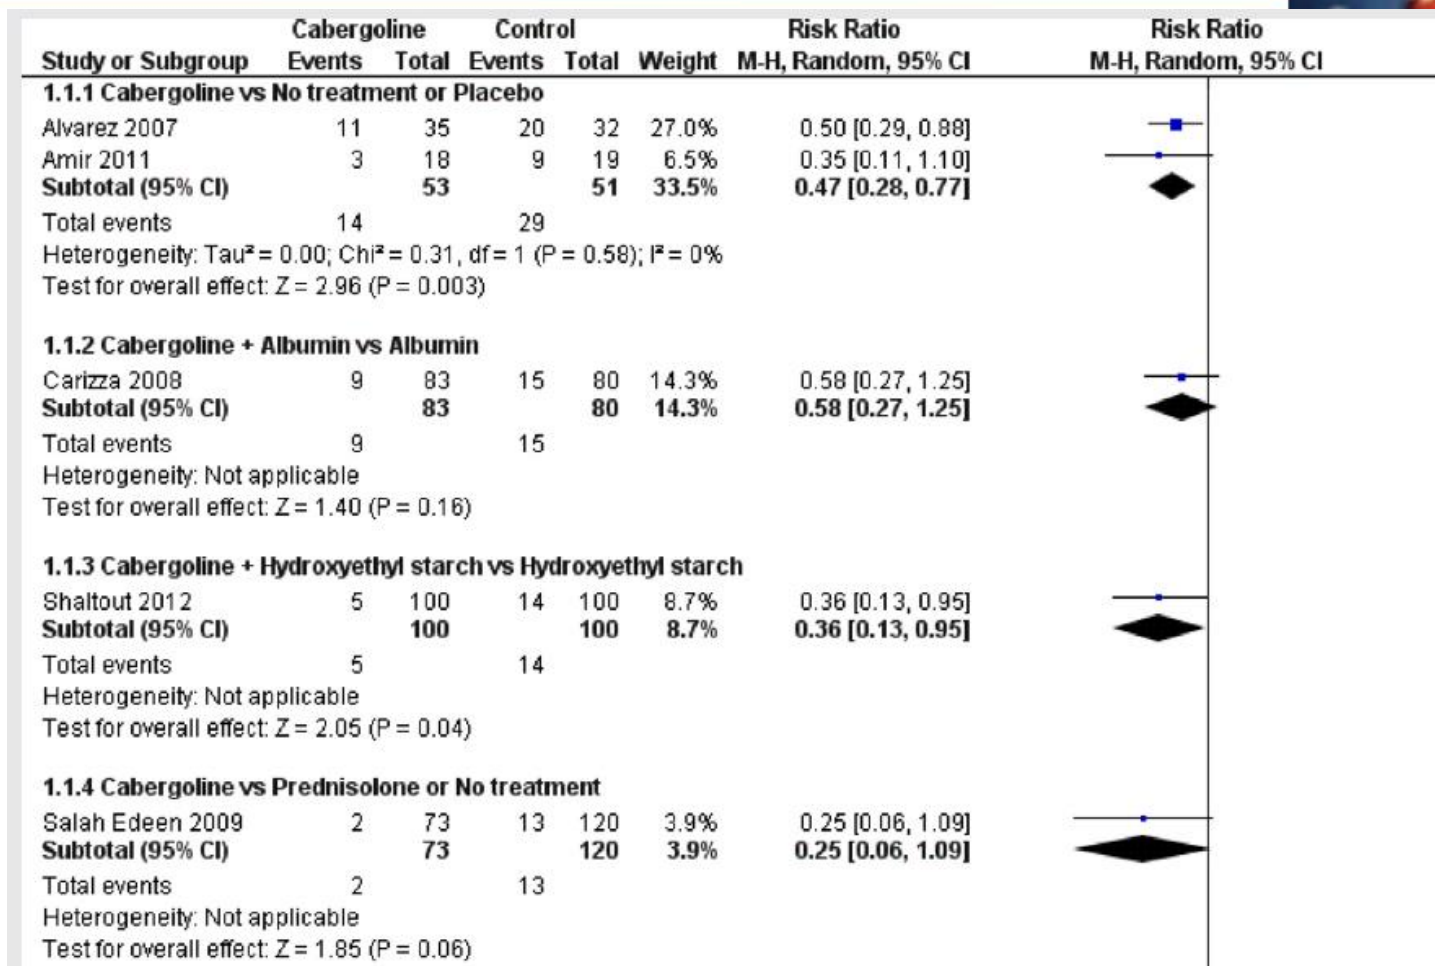 Cabergoline Control Risk Ratio Risk Ratio
Study or Subgroup Events Total Events Total Weight M-H, Random, 95% CI M-H, Random, 95% CI
1.1.1 Cabergoline vs No treatment or Placebo
Alvarez 2007 11 35 20 32 27.0% 0.50 [0.29, 0.88]
Amir 2011 3 18 9 19 6.5% 0.35 [0.11, 1.10]
Subtotal (95% CI) 53 51 33.5% 0.47 [0.28, 0.77]
Total events 14 29
Heterogeneity: Tau² = 0.00; Chi² = 0.31, df = 1 (P = 0.58); I² = 0%
Test for overall effect: Z = 2.96 (P = 0.003)
1.1.2 Cabergoline + Albumin vs Albumin
Carizza 2008 9 83 15 80 14.3% 0.58 [0.27, 1.25]
Subtotal (95% CI) 83 80 14.3% 0.58 [0.27, 1.25]
Total events 9 15
Heterogeneity: Not applicable
Test for overall effect: Z = 1.40 (P = 0.16)
1.1.3 Cabergoline + Hydroxyethyl starch vs Hydroxyethyl starch
Shaltout 2012 5 100 14 100 8.7% 0.36 [0.13, 0.95]
Subtotal (95% CI) 100 100 8.7% 0.36 [0.13, 0.95]
Total events 5 14
Heterogeneity: Not applicable
Test for overall effect: Z = 2.05 (P = 0.04)
1.1.4 Cabergoline vs Prednisolone or No treatment
Salah Edeen 2009 2 73 13 120 3.9% 0.25 [0.06, 1.09]
Subtotal (95% CI) 73 120 3.9% 0.25 [0.06, 1.09]
Total events 2 13
Heterogeneity: Not applicable
Test for overall effect: Z = 1.85 (P = 0.06)